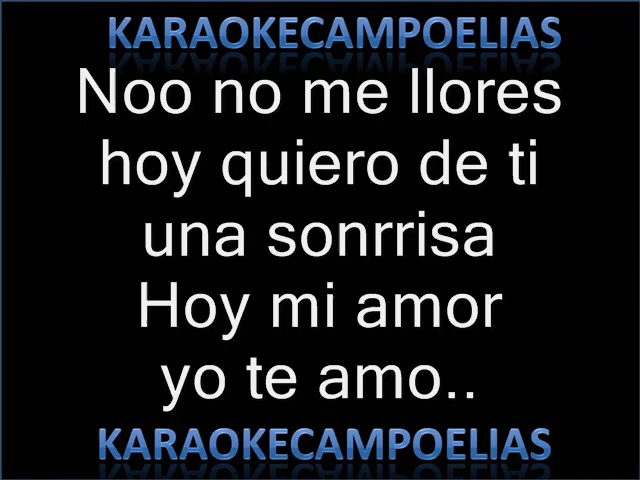 KARAOKECAMPOELIAS
Noo no me llores
hoy quiero de ti
una sonrrisa
Hoy mi amor
yo te amo..
KARAOKECAMPOELIAS